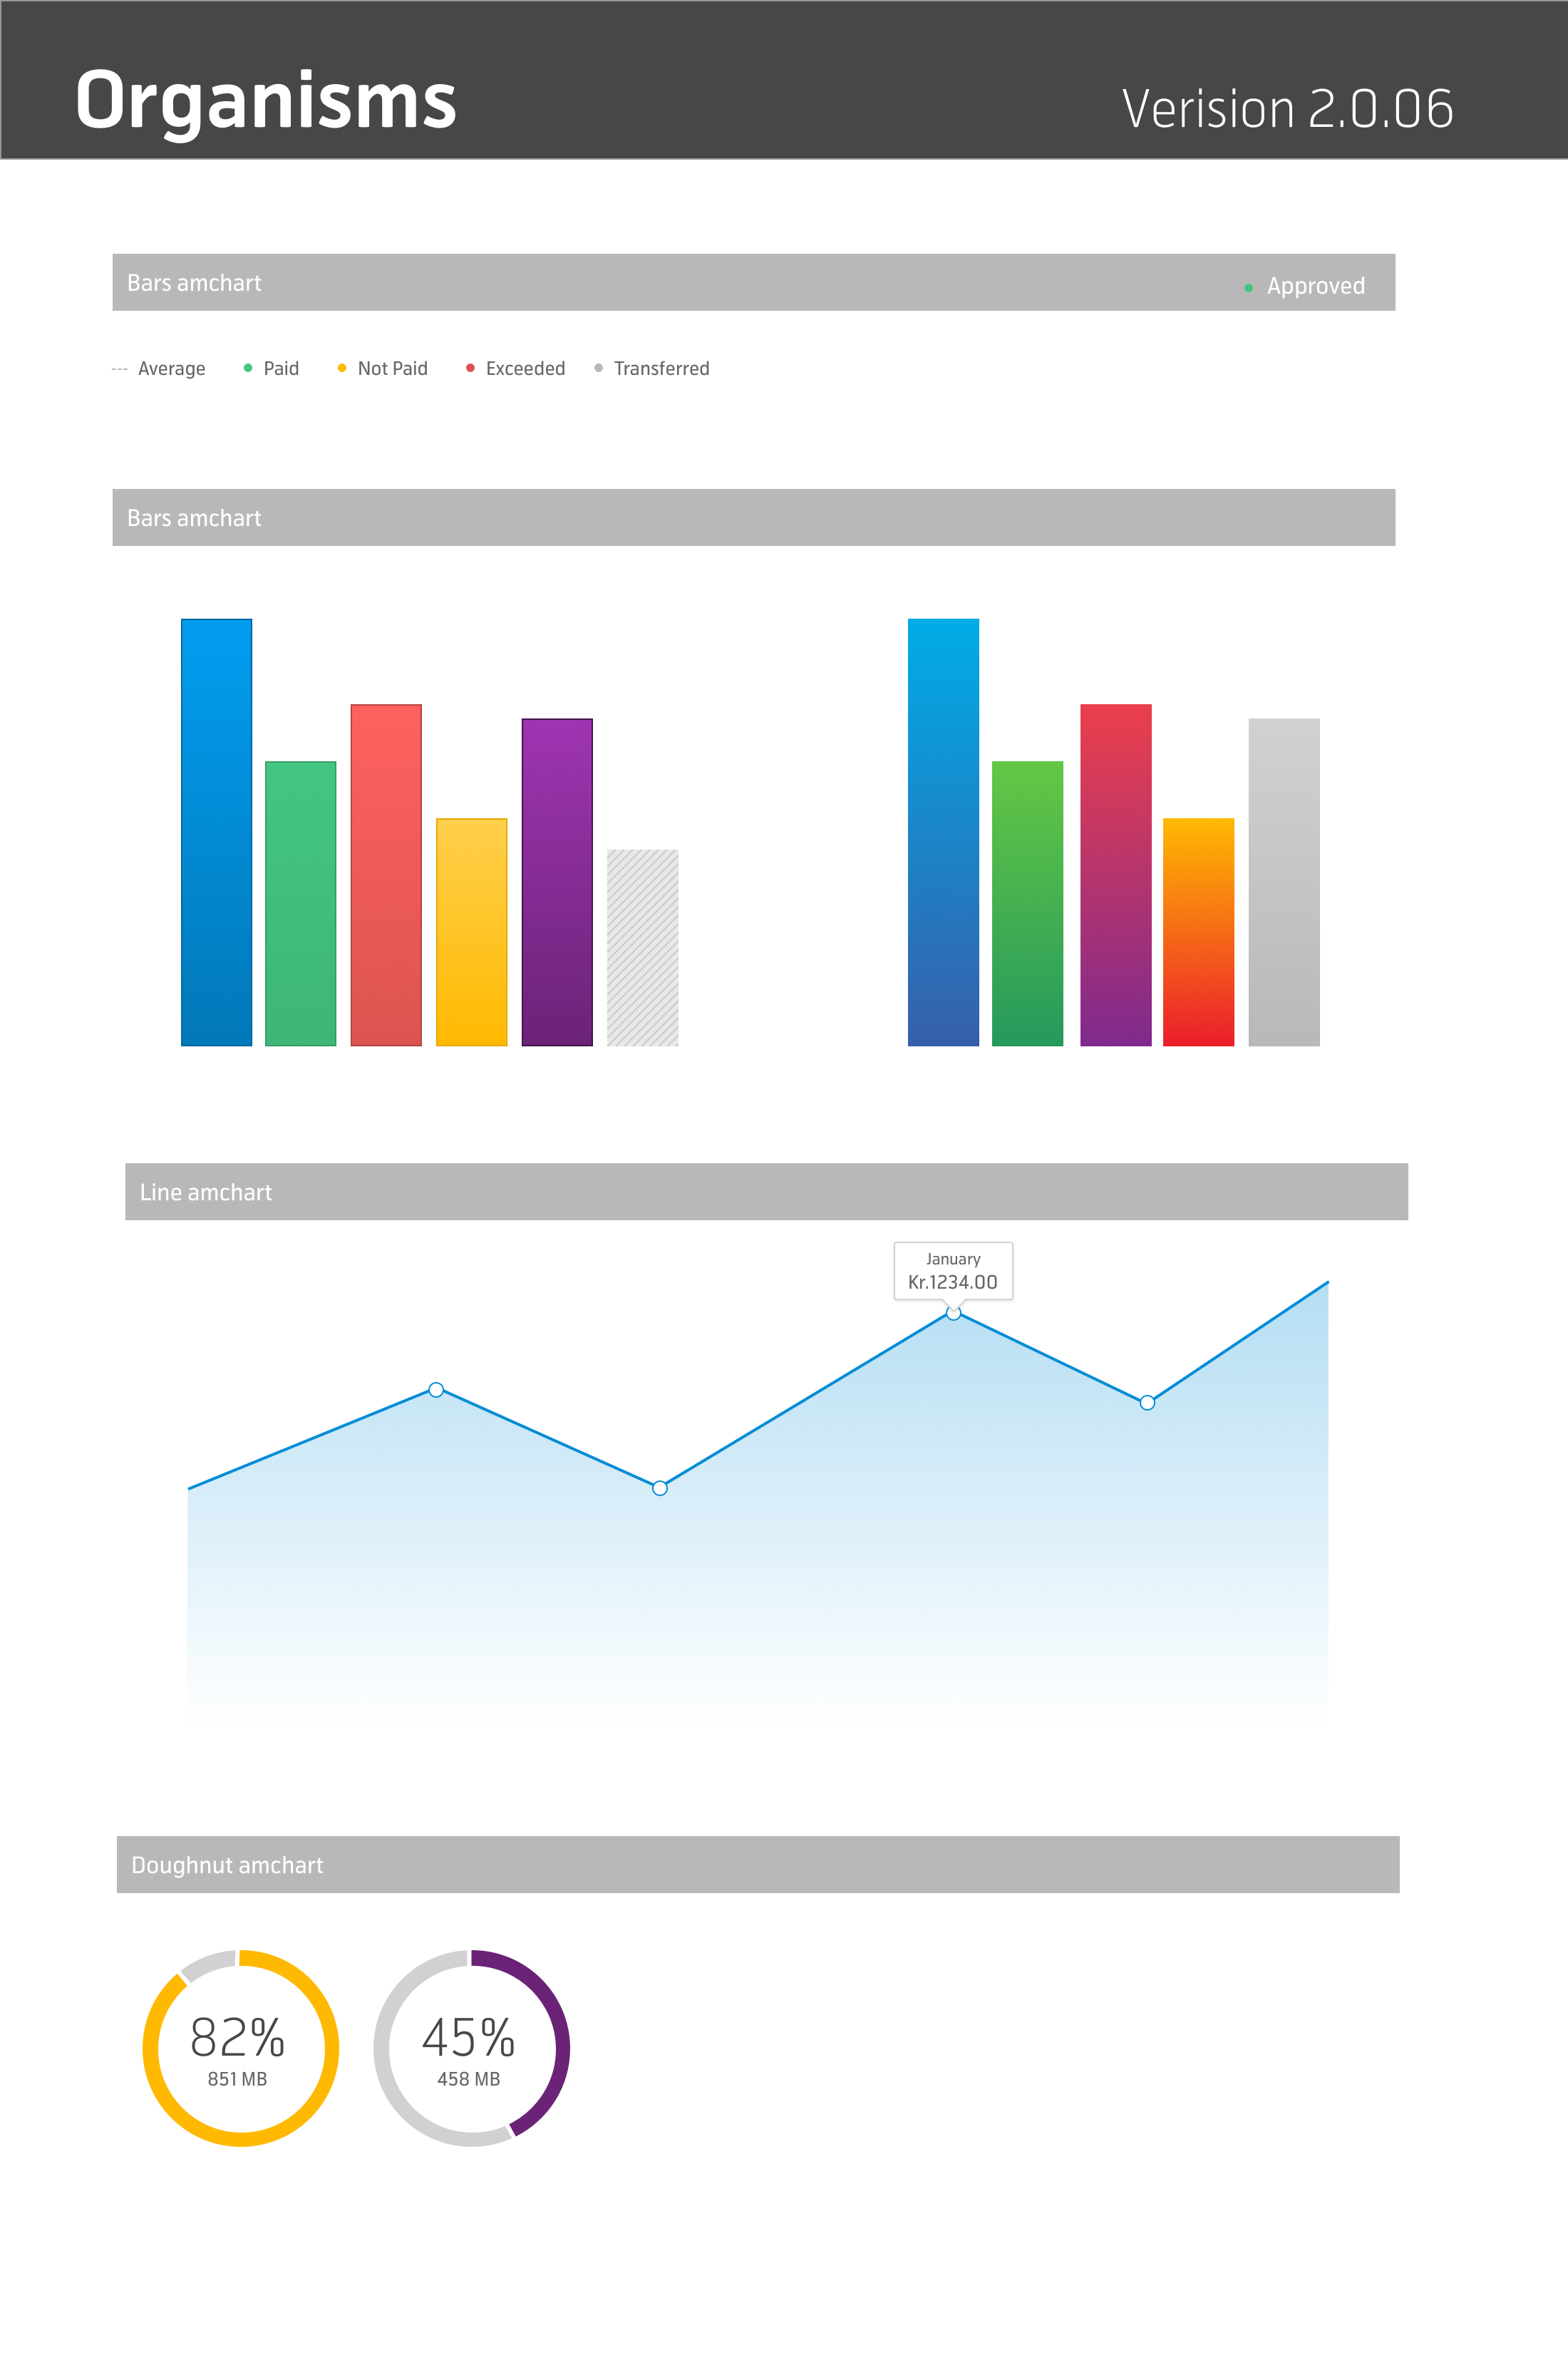 Organisms
Verision 2.0.06
Bars amchart
Approved
Average
Paid
Not Paid
Exceeded
Transferred
Bars amchart
Line amchart
January
Kr.1234.00
Doughnut amchart
82%
851 MB
45%
458 MB